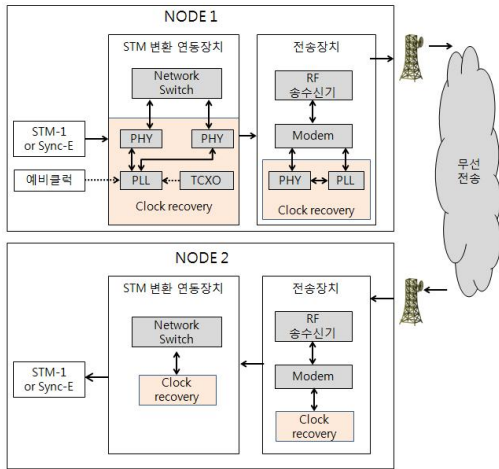 NODE 1
STM 변환 연동장치
전송장치
Network
Switch
RF
송수신기
PHY
PHY
Modem
STM-1
or Sync-E
예비클럭
PLL
TCXO
Clock recovery
PHY
PLL
Clock recovery
무선
전송
NODE 2
STM 변환 연동장치
전송장치
Network
Switch
RF
송수신기
STM-1
or Sync-E
Clock
recovery
Modem
Clock
recovery